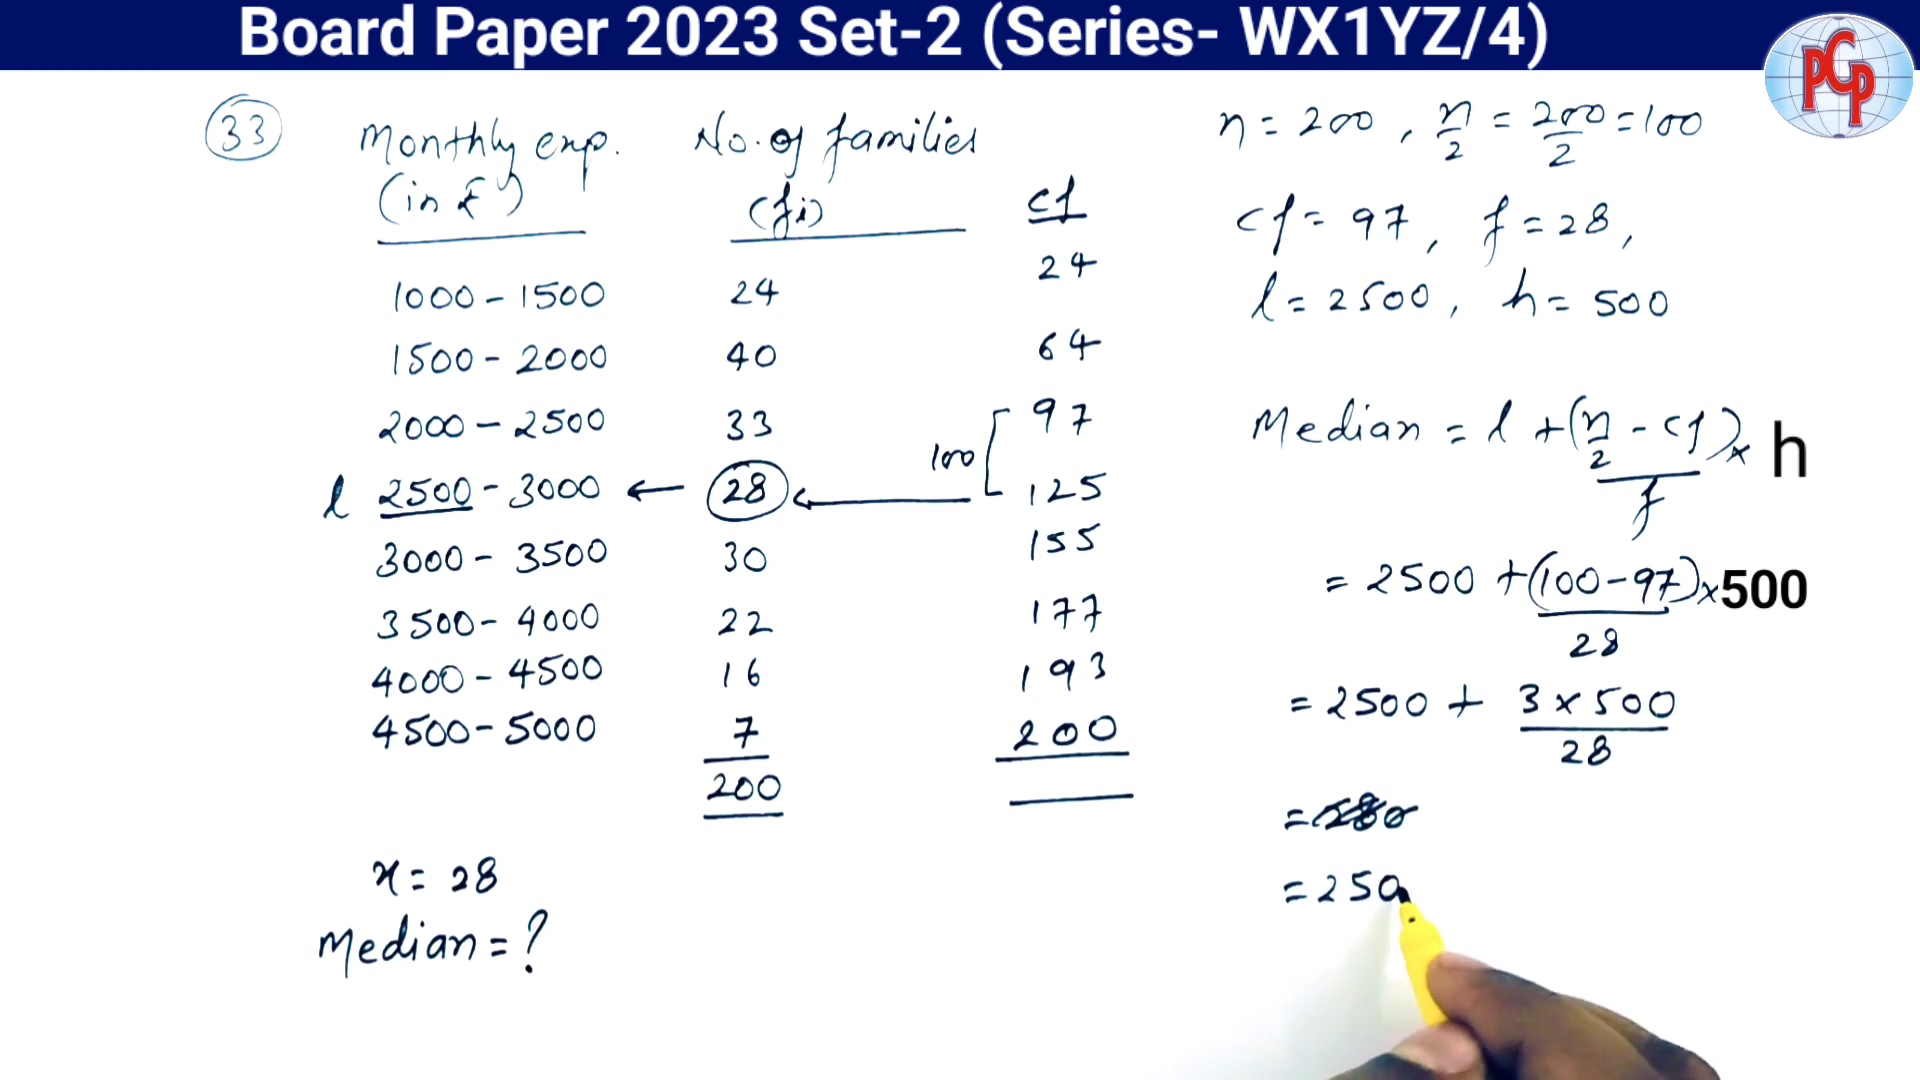 Board Paper 2023 Set-2 (Series- WX1YZ/4)
PGP
33 Monthly exp. (in ₹) No. of families (fi) cf
1000 - 1500 24 24
1500 - 2000 40 64
2000 - 2500 33 97
100
l 2500 - 3000 ← 28 ← 125
3000 - 3500 30 155
3500 - 4000 22 177
4000 - 4500 16 193
4500 - 5000 7 200
200
x = 28
Median = ?
n = 200, n/2 = 200/2 = 100
cf = 97, f = 28,
l = 2500, h = 500
Median = l + (n/2 - cf)/f × h
= 2500 + (100 - 97)/28 × 500
= 2500 + 3 × 500/28
=
= 250